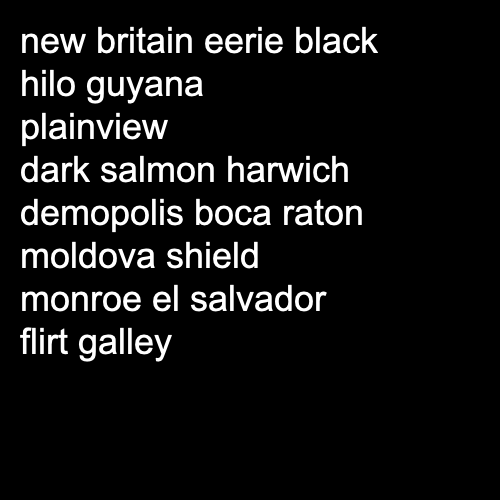 new britain eerie black
hilo guyana
plainview
dark salmon harwich
demopolis boca raton
moldova shield
monroe el salvador
flirt galley